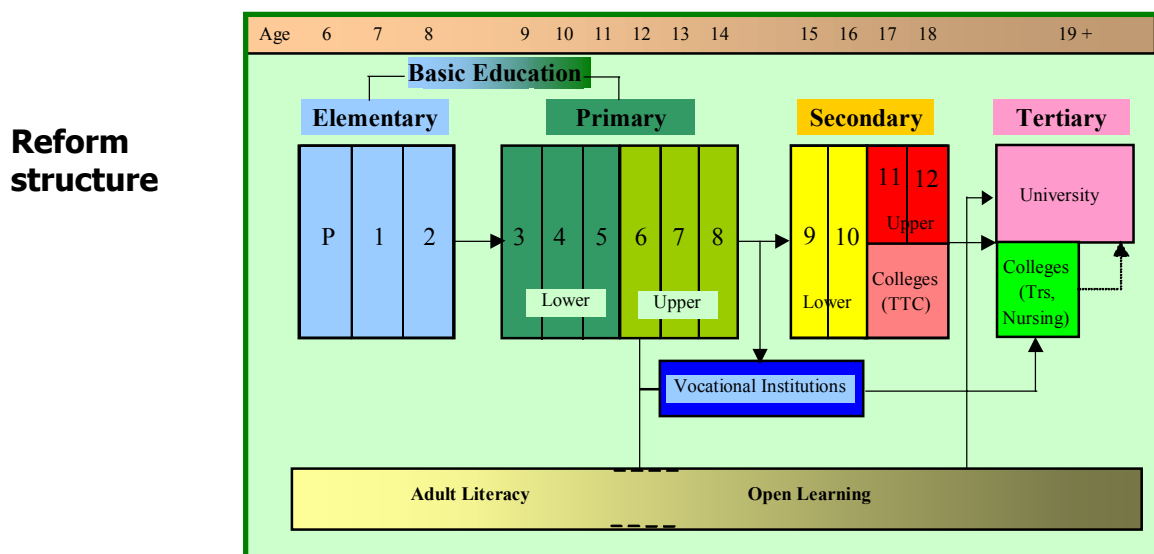 Reform
structure
Age 6 7 8 9 10 11 12 13 14 15 16 17 18 19 +
Basic Education
Elementary Primary Secondary Tertiary
P 1 2 3 4 5 6 7 8 9 10
11 12
Upper
University
Lower Upper Lower
Colleges
(TTC)
Colleges
(Trs,
Nursing)
Vocational Institutions
Adult Literacy Open Learning